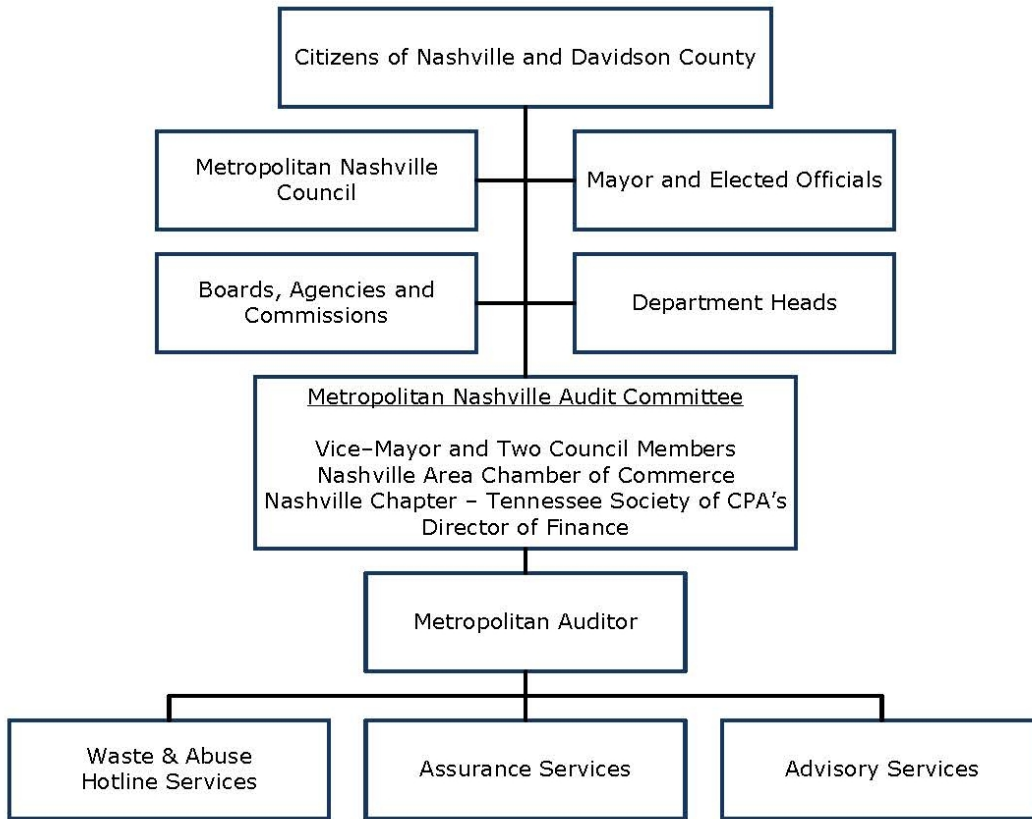 Citizens of Nashville and Davidson County
Metropolitan Nashville
Council
Mayor and Elected Officials
Boards, Agencies and
Commissions
Department Heads
Metropolitan Nashville Audit Committee
Vice–Mayor and Two Council Members
Nashville Area Chamber of Commerce
Nashville Chapter – Tennessee Society of CPA’s
Director of Finance
Metropolitan Auditor
Waste & Abuse
Hotline Services
Assurance Services
Advisory Services